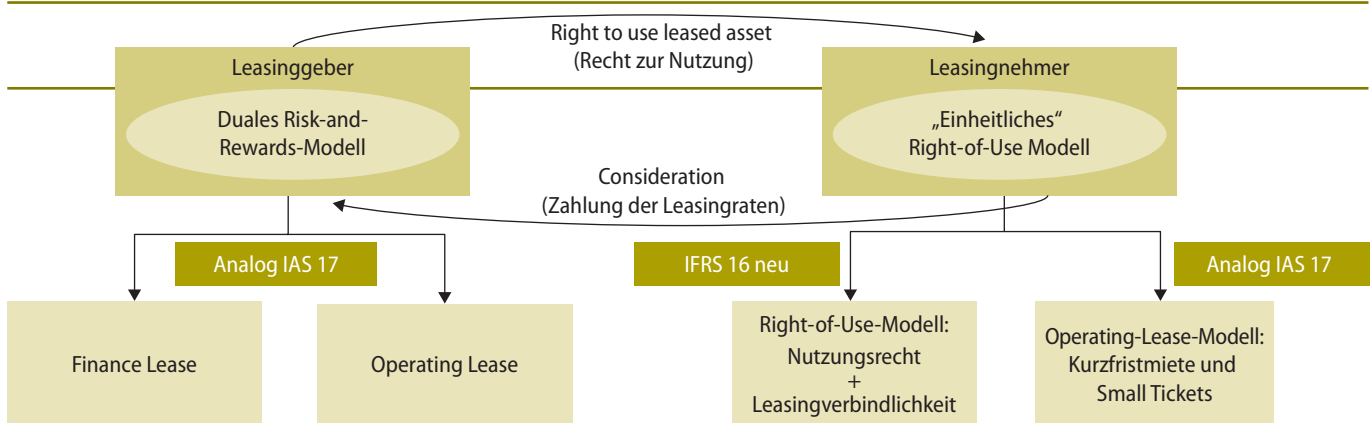 Right to use leased asset
(Recht zur Nutzung)
Leasinggeber
Leasingnehmer
Duales Risk-and-
Rewards-Modell
„Einheitliches“
Right-of-Use Modell
Consideration
(Zahlung der Leasingraten)
Analog IAS 17
IFRS 16 neu
Analog IAS 17
Finance Lease
Operating Lease
Right-of-Use-Modell:
Nutzungsrecht
+
Leasingverbindlichkeit
Operating-Lease-Modell:
Kurzfristmiete und
Small Tickets